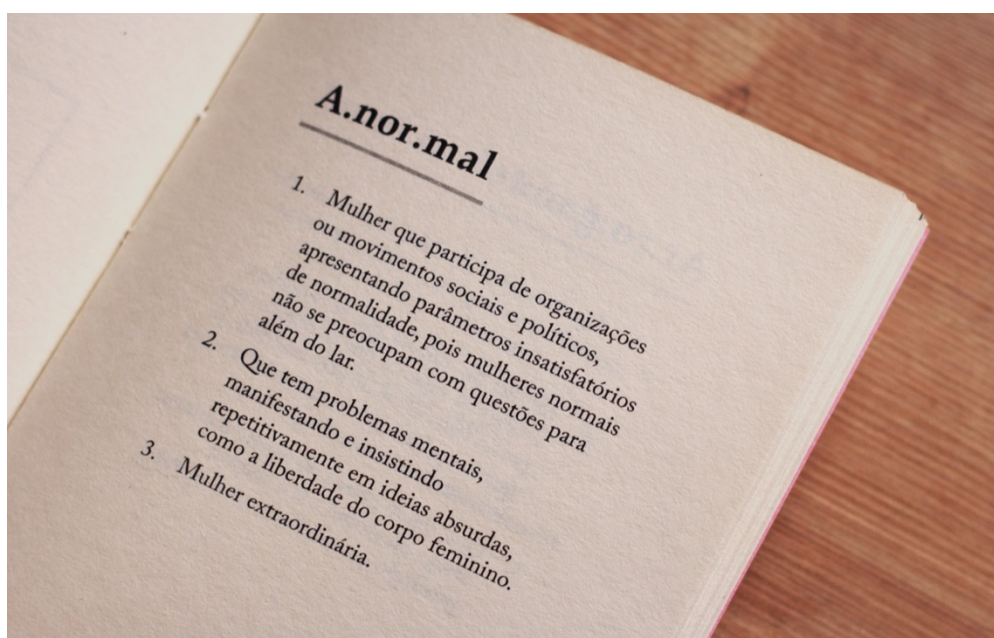 A.nor.mal
1. Mulher que participa de organizações
ou movimentos sociais e políticos,
apresentando parâmetros insatisfatórios
de normalidade, pois mulheres normais
não se preocupam com questões para
além do lar.
2. Que tem problemas mentais,
manifestando e insistindo
repetitivamente em ideias absurdas,
como a liberdade do corpo feminino.
3. Mulher extraordinária.